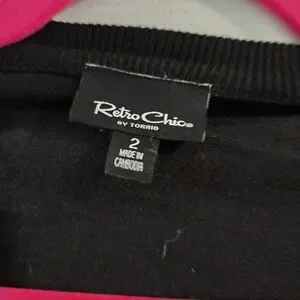 Retro Chic®
BY TORRID
2
MADE IN
CAMBODIA